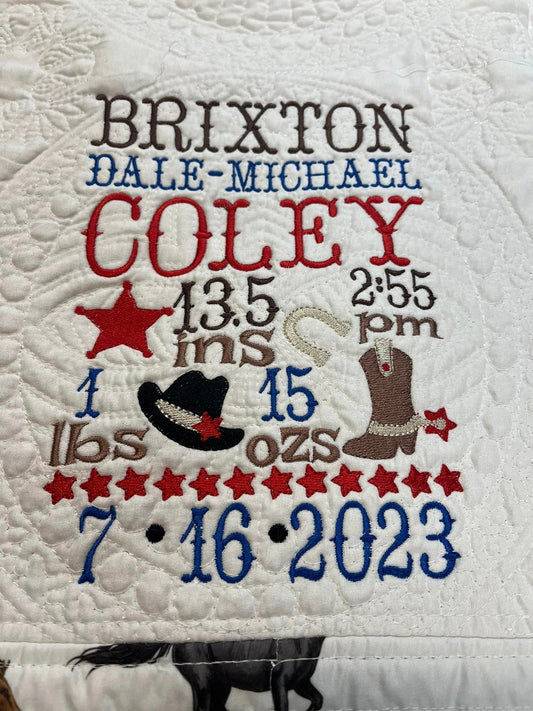 BRIXTON
DALE-MICHAEL
COLEY
13.5 2:55
ins pm
1 15
lbs ozs
7•16•2023